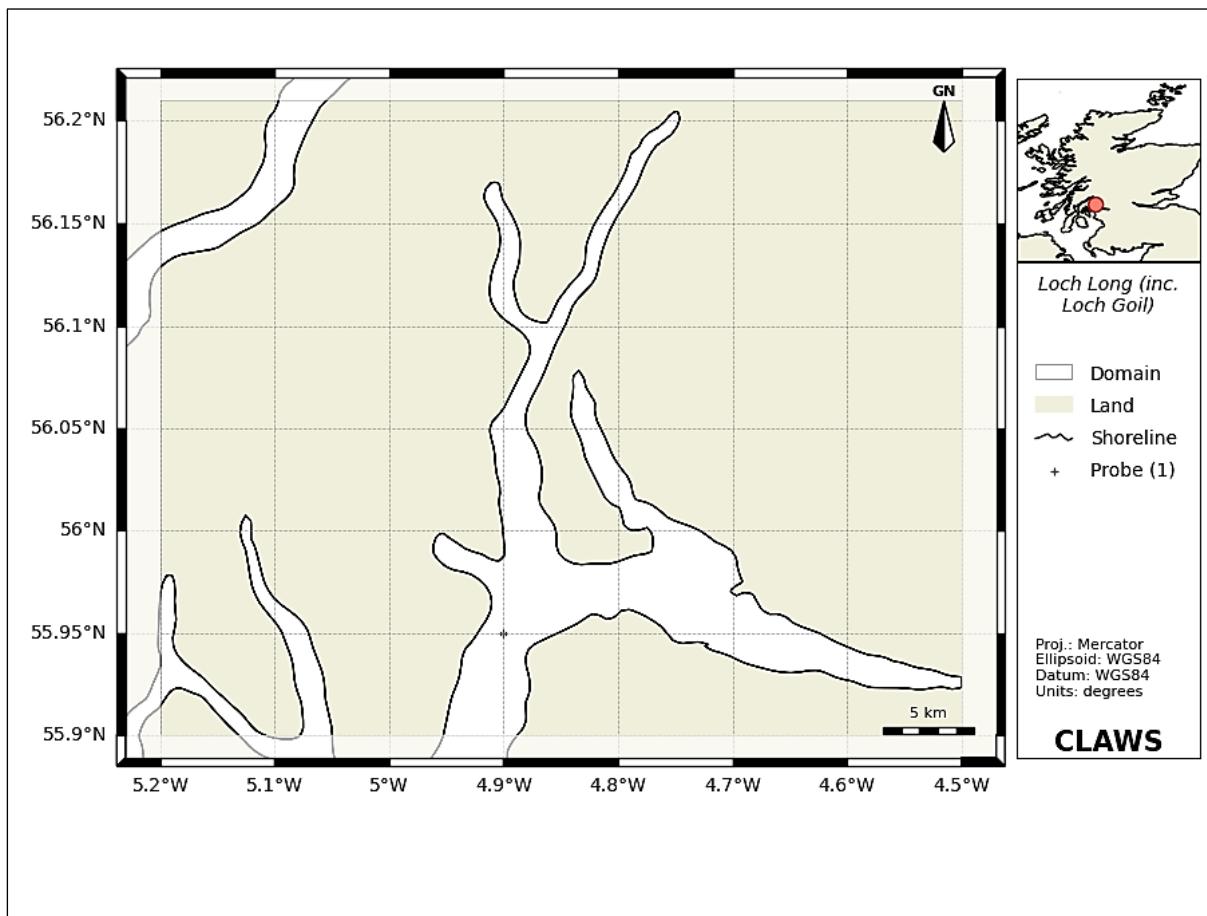 GN
56.2°N
56.15°N
56.1°N
56.05°N
56°N
55.95°N
55.9°N
5.2°W 5.1°W 5°W 4.9°W 4.8°W 4.7°W 4.6°W 4.5°W
5 km
Loch Long (inc.
Loch Goil)
Domain
Land
Shoreline
Probe (1)
Proj.: Mercator
Ellipsoid: WGS84
Datum: WGS84
Units: degrees
CLAWS